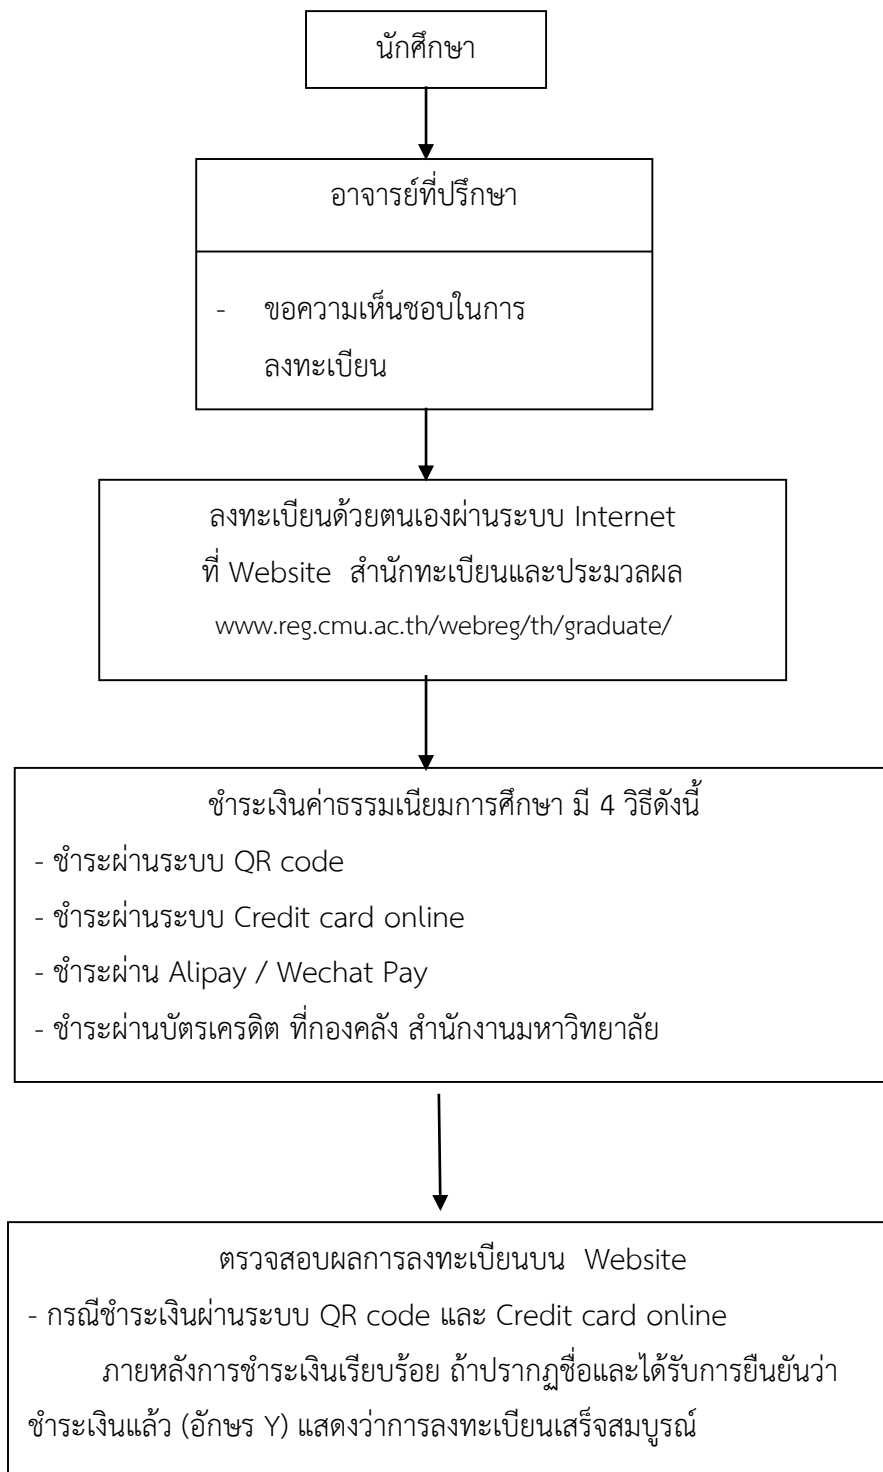 นักศึกษา
อาจารย์ที่ปรึกษา
- ขอความเห็นชอบในการ
ลงทะเบียน
ลงทะเบียนด้วยตนเองผ่านระบบ Internet
ที่ Website สำนักทะเบียนและประมวลผล
www.reg.cmu.ac.th/webreg/th/graduate/
ชำระเงินค่าธรรมเนียมการศึกษา มี 4 วิธีดังนี้
- ชำระผ่านระบบ QR code
- ชำระผ่านระบบ Credit card online
- ชำระผ่าน Alipay / Wechat Pay
- ชำระผ่านบัตรเครดิต ที่กองคลัง สำนักงานมหาวิทยาลัย
ตรวจสอบผลการลงทะเบียนบน Website
- กรณีชำระเงินผ่านระบบ QR code และ Credit card online
ภายหลังการชำระเงินเรียบร้อย ถ้าปรากฏชื่อและได้รับการยืนยันว่า
ชำระเงินแล้ว (อักษร Y) แสดงว่าการลงทะเบียนเสร็จสมบูรณ์